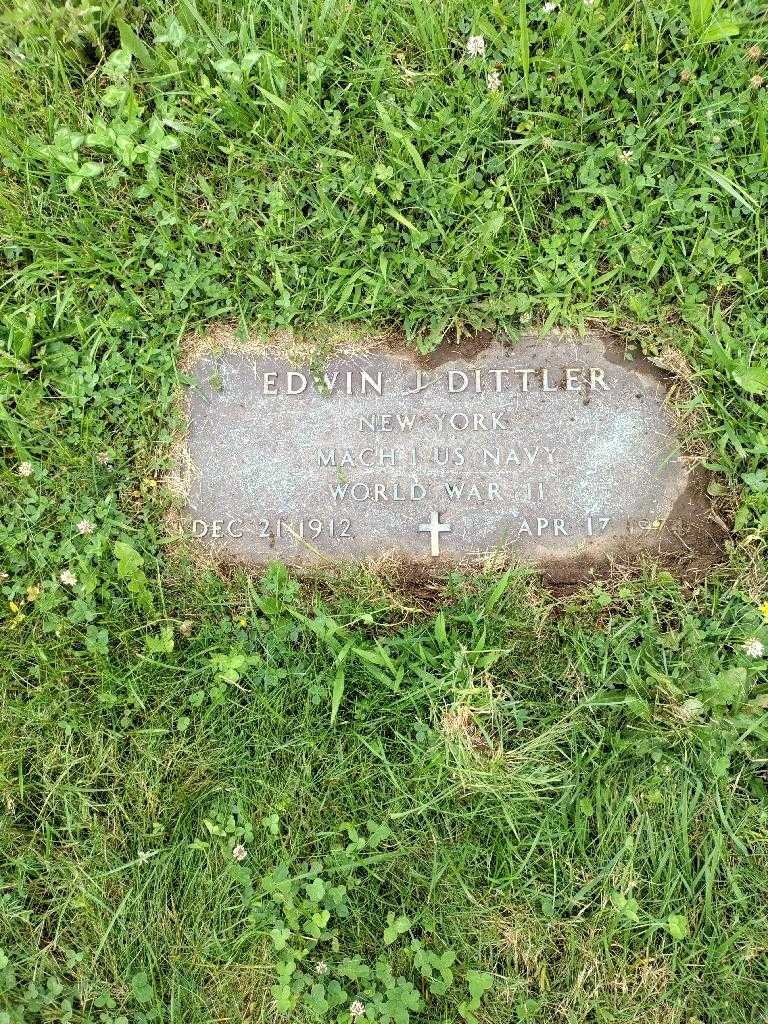 EDWIN J DITTLER
NEW YORK
MACH 1 US NAVY
WORLD WAR II
DEC 21 1912 APR 17